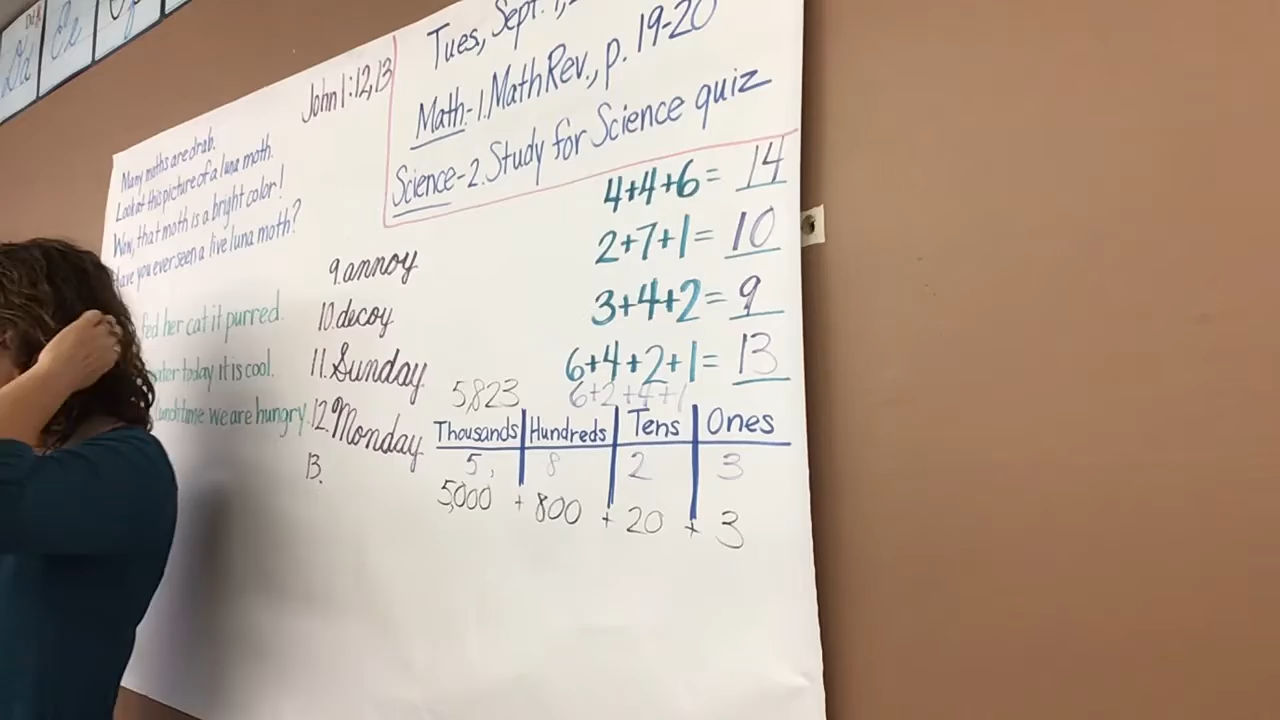 Dd
Ee
John 1:12,13
Tues, Sept. 1,
Math-1. Math Rev., p. 19-20
Science-2. Study for Science quiz
Many moths are drab.
Look at this picture of a luna moth.
Wow, that moth is a bright color!
Have you ever seen a live luna moth?
fed her cat it purred.
today it is cool.
lunchtime we are hungry.
9. annoy
10. decoy
11. Sunday
12. Monday
13.
4+4+6= 14
2+7+1= 10
3+4+2= 9
6+4+2+1= 13
5,823
6+2+4+1
Thousands Hundreds Tens Ones
5, 8 2 3
5,000 + 800 + 20 + 3